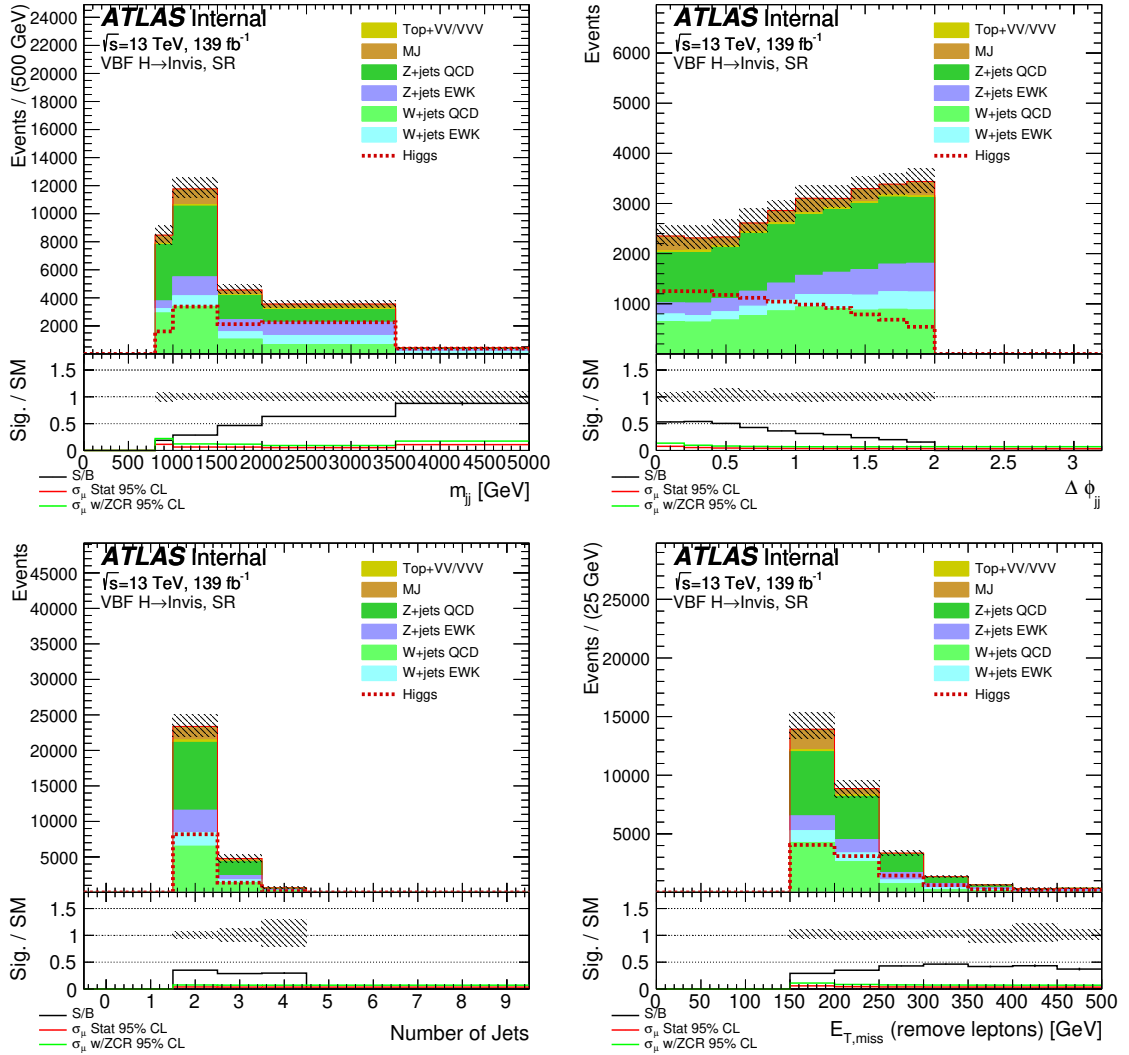 ATLAS Internal
√s=13 TeV, 139 fb-1
VBF H→Invis, SR
Events / (500 GeV)
24000
22000
20000
18000
16000
14000
12000
10000
8000
6000
4000
2000
Top+VV/VVV
MJ
Z+jets QCD
Z+jets EWK
W+jets QCD
W+jets EWK
Higgs
Sig. / SM
1.5
1
0.5
0
0 500 1000 1500 2000 2500 3000 3500 4000 4500 5000
m_jj [GeV]
S/B
σ_μ Stat 95% CL
σ_μ w/ZCR 95% CL
ATLAS Internal
√s=13 TeV, 139 fb-1
VBF H→Invis, SR
Events
6000
5000
4000
3000
2000
1000
Top+VV/VVV
MJ
Z+jets QCD
Z+jets EWK
W+jets QCD
W+jets EWK
Higgs
Sig. / SM
1.5
1
0.5
0
0 0.5 1 1.5 2 2.5 3
Δ ϕ_jj
S/B
σ_μ Stat 95% CL
σ_μ w/ZCR 95% CL
ATLAS Internal
√s=13 TeV, 139 fb-1
VBF H→Invis, SR
Events
45000
40000
35000
30000
25000
20000
15000
10000
5000
Top+VV/VVV
MJ
Z+jets QCD
Z+jets EWK
W+jets QCD
W+jets EWK
Higgs
Sig. / SM
1.5
1
0.5
0
0 1 2 3 4 5 6 7 8 9
Number of Jets
S/B
σ_μ Stat 95% CL
σ_μ w/ZCR 95% CL
ATLAS Internal
√s=13 TeV, 139 fb-1
VBF H→Invis, SR
Events / (25 GeV)
25000
20000
15000
10000
5000
Top+VV/VVV
MJ
Z+jets QCD
Z+jets EWK
W+jets QCD
W+jets EWK
Higgs
Sig. / SM
1.5
1
0.5
0
0 50 100 150 200 250 300 350 400 450 500
E_T,miss (remove leptons) [GeV]
S/B
σ_μ Stat 95% CL
σ_μ w/ZCR 95% CL